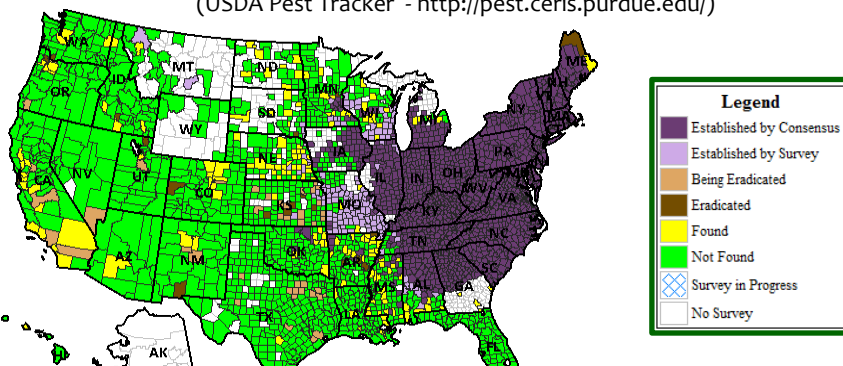 (USDA Pest Tracker - http://pest.ceris.purdue.edu/)
WA
MT
ND
MN
ME
OR
ID
SD
WI
MI
NY
WY
NE
IA
PA
NV
UT
CO
IL
IN
OH
WV
VA
CA
KS
MO
KY
AZ
NM
OK
AR
TN
NC
SC
TX
LA
MS
AL
GA
FL
AK
HI
Legend
Established by Consensus
Established by Survey
Being Eradicated
Eradicated
Found
Not Found
Survey in Progress
No Survey